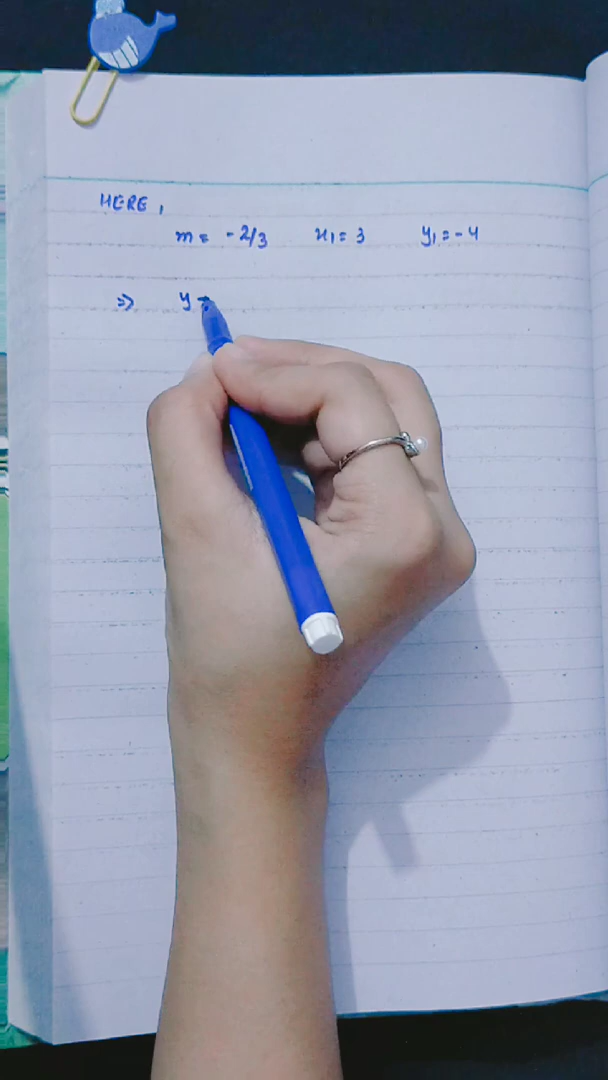 HERE,
m = -2/3 x₁ = 3 y₁ = -4
⇒ y